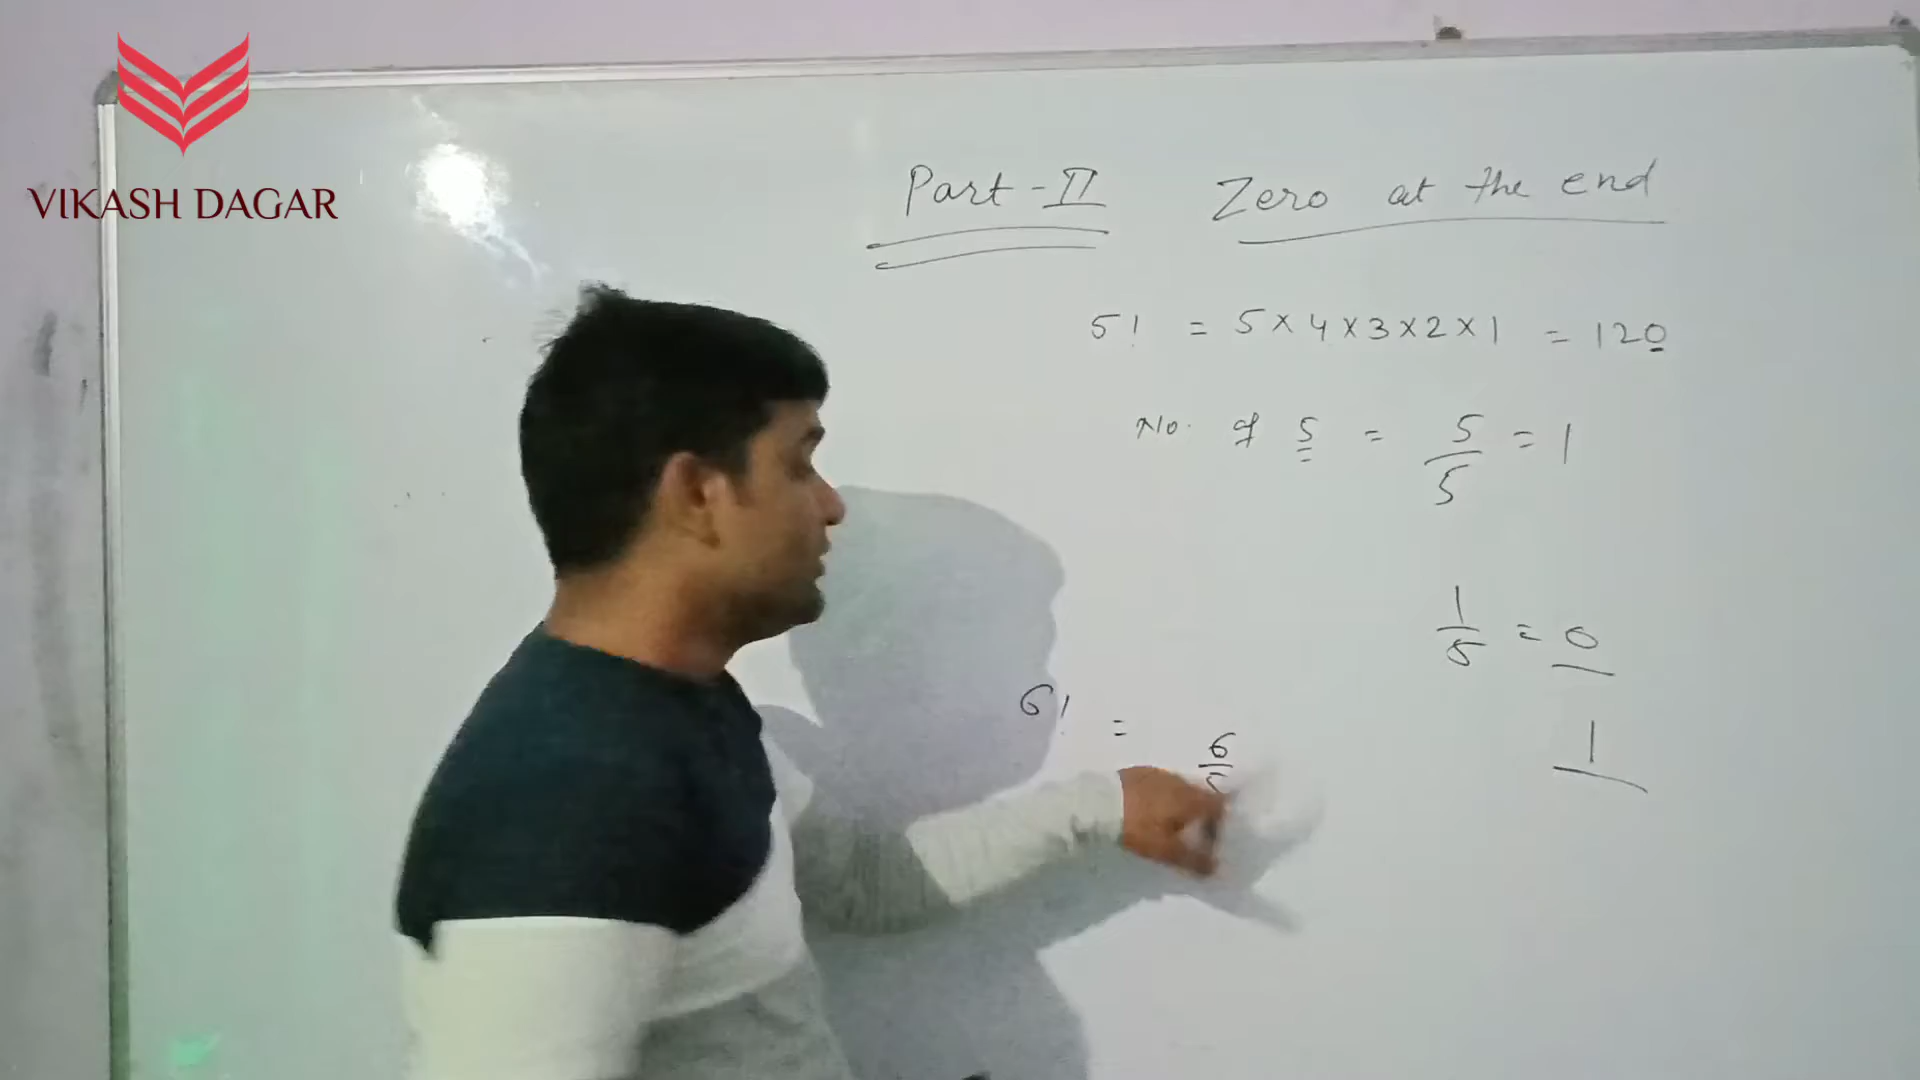 VIKASH DAGAR
Part-II Zero at the end
5! = 5×4×3×2×1 = 120
No. of 5 = 5/5 = 1
1/5 = 0
6! = 6/5
1